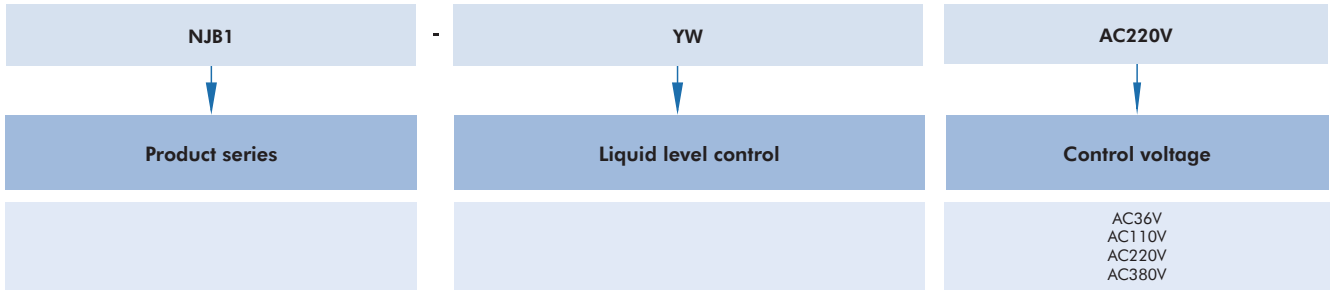 NJB1 - YW AC220V
Product series Liquid level control Control voltage
AC36V
AC110V
AC220V
AC380V